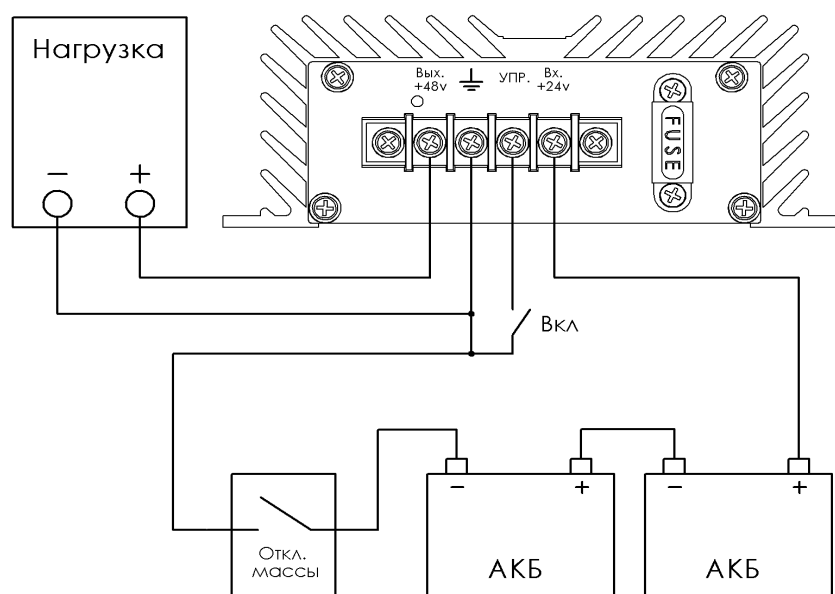 Нагрузка
− +
Вых. +48v
УПР.
Вх. +24v
FUSE
Вкл
Откл. массы
− +
АКБ
− +
АКБ